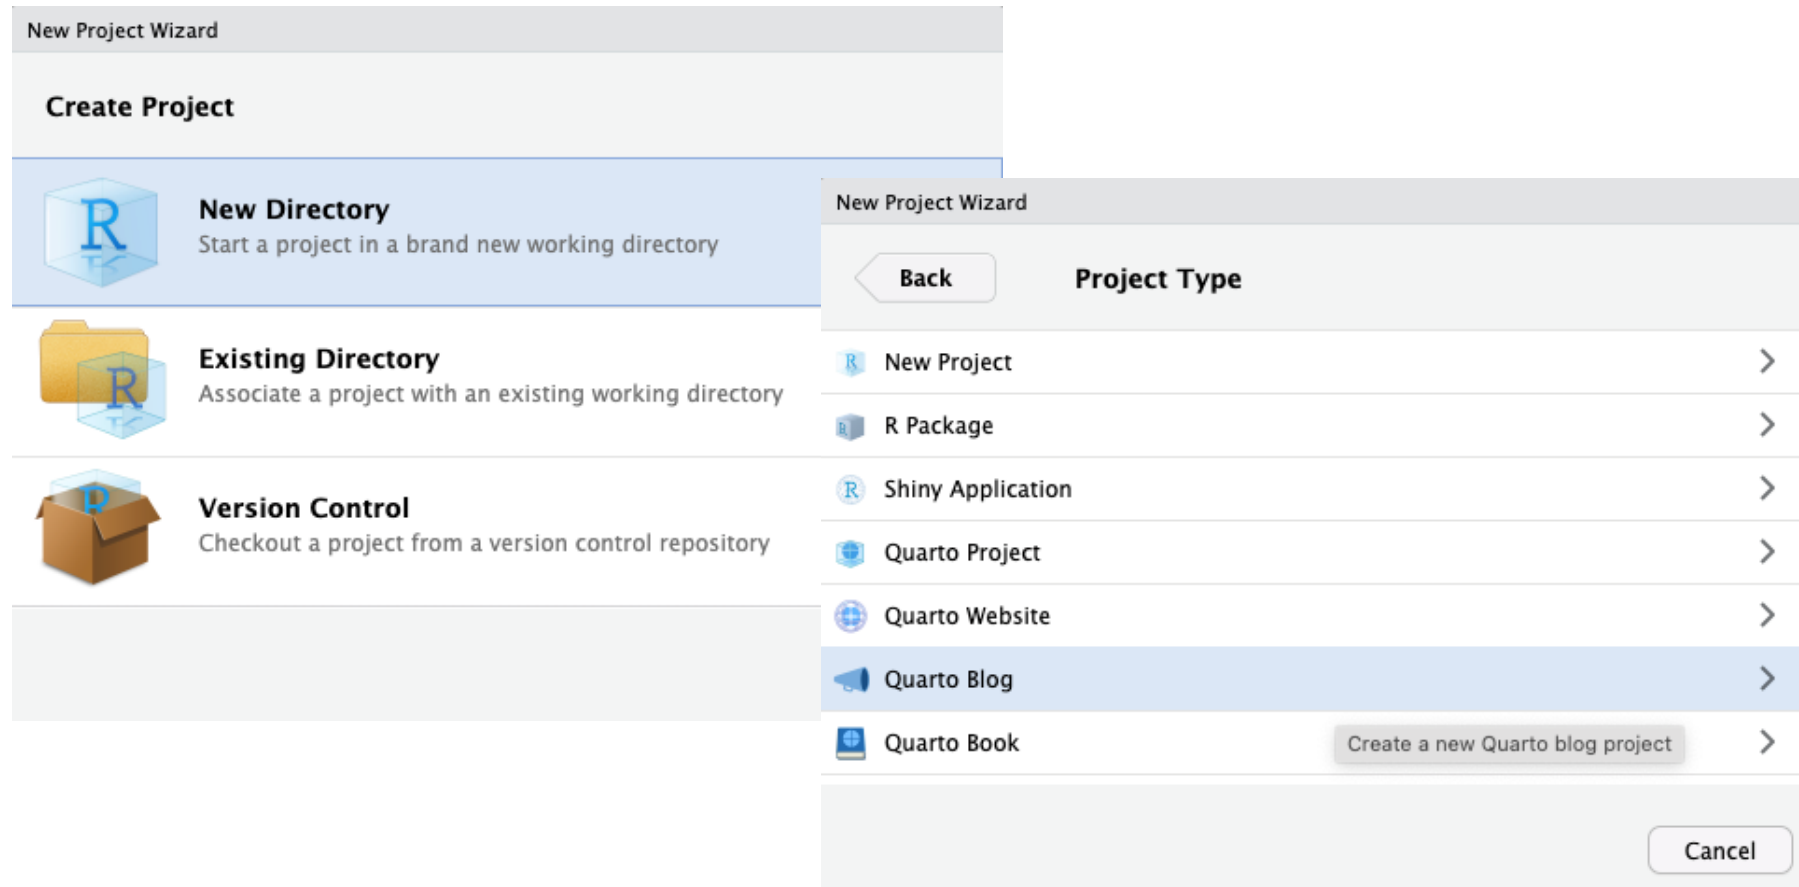 New Project Wizard
Create Project
New Directory
Start a project in a brand new working directory
Existing Directory
Associate a project with an existing working directory
Version Control
Checkout a project from a version control repository
New Project Wizard
Back
Project Type
New Project
R Package
Shiny Application
Quarto Project
Quarto Website
Quarto Blog
Quarto Book
Create a new Quarto blog project
Cancel